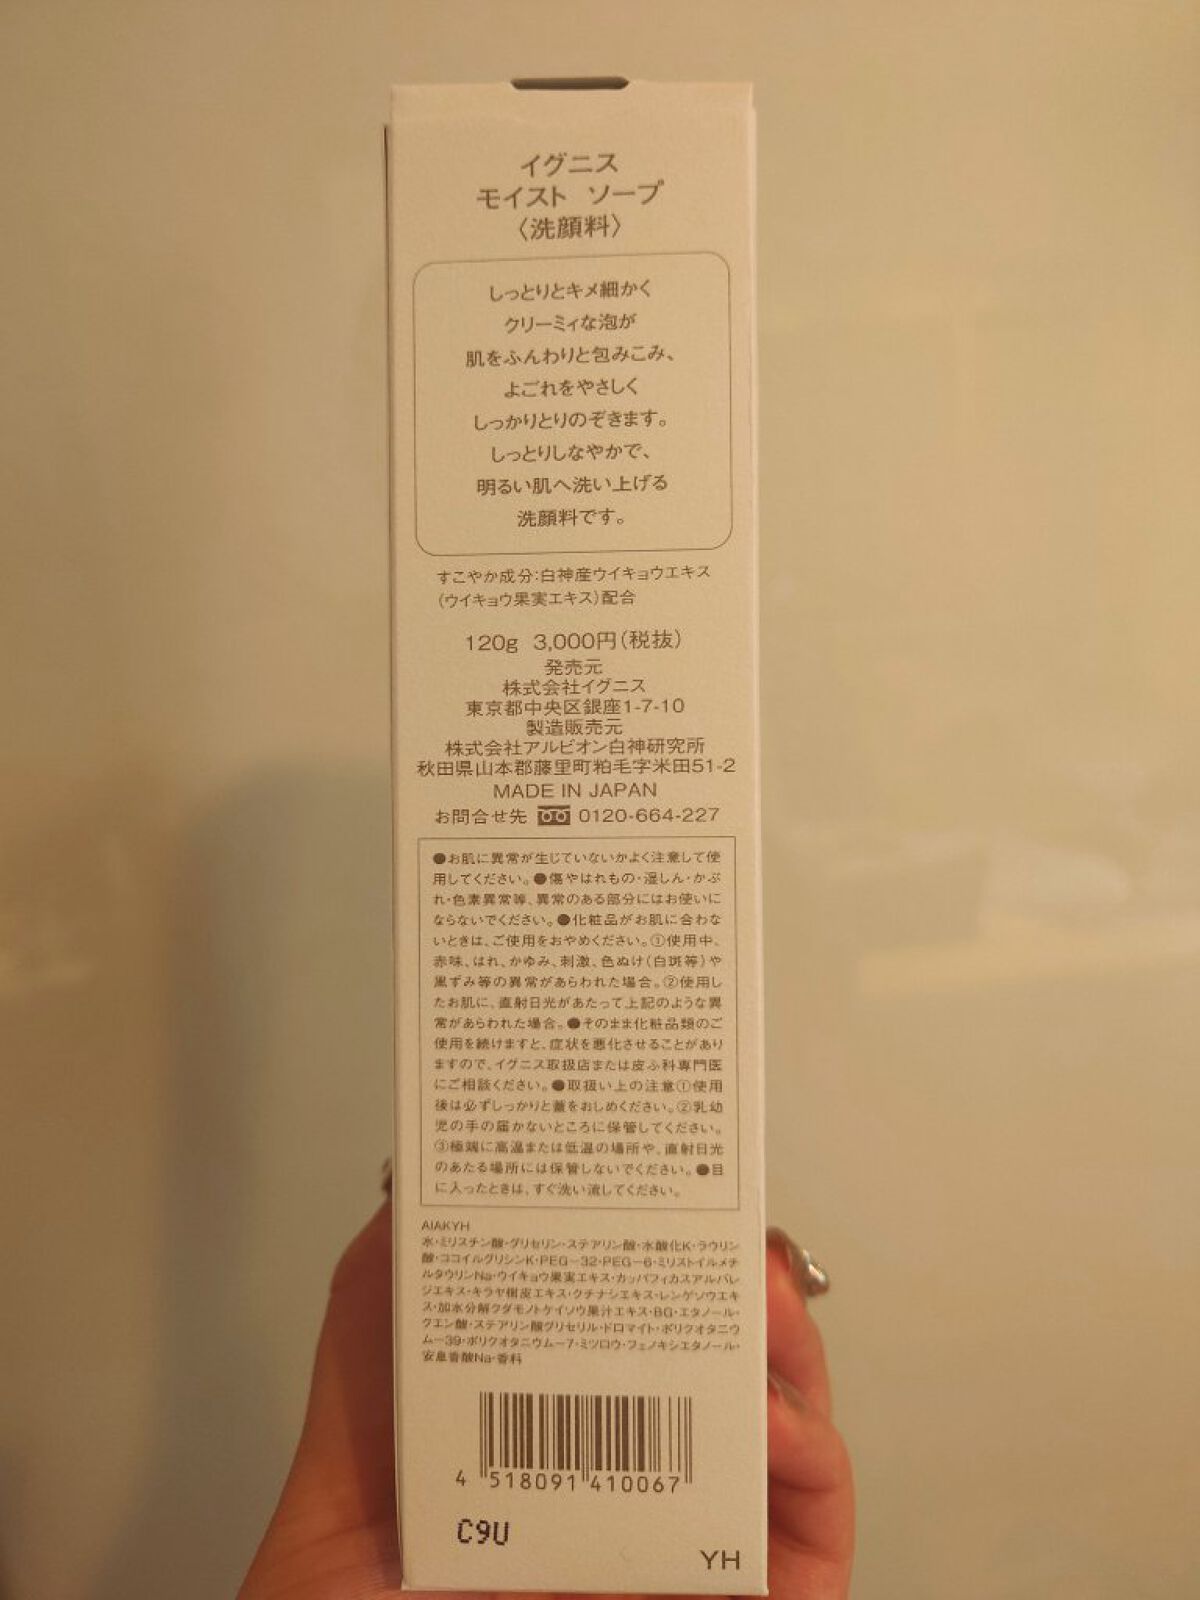 イグニス
モイスト ソープ
〈洗顔料〉
しっとりとキメ細かく
クリーミィな泡が
肌をふんわりと包みこみ、
よごれをやさしく
しっかりとりのぞきます。
しっとりしなやかで、
明るい肌へ洗い上げる
洗顔料です。
すこやか成分:白神産ウイキョウエキス
(ウイキョウ果実エキス)配合
120g 3,000円(税抜)
発売元
株式会社イグニス
東京都中央区銀座1-7-10
製造販売元
株式会社アルビオン白神研究所
秋田県山本郡藤里町粕毛字米田51-2
MADE IN JAPAN
お問合せ先 0120-664-227
●お肌に異常が生じていないかよく注意して使
用してください。●傷やはれもの・湿しん・かぶ
れ・色素異常等、異常のある部分にはお使いに
ならないでください。●化粧品がお肌に合わな
いときは、ご使用をおやめください。①使用中、
赤味、はれ、かゆみ、刺激、色ぬけ(白斑等)や
黒ずみ等の異常があらわれた場合。②使用し
たお肌に、直射日光があたって上記のような異
常があらわれた場合。●そのまま化粧品類のご
使用を続けますと、症状を悪化させることがあり
ますので、イグニス取扱店または皮ふ科専門医
にご相談ください。●取扱い上の注意①使用
後は必ずしっかりと蓋をおしめください。②乳幼
児の手の届かないところに保管してください。
③極端に高温または低温の場所や、直射日光
のあたる場所には保管しないでください。●目
に入ったときは、すぐ洗い流してください。
AIAKYH
水・ミリスチン酸・グリセリン・ステアリン酸・水酸化K・ラウリン
酸・ココイルグリシンK・PEG－32・PEG－6・ミリストイルメチ
ルタウリンNa・ウイキョウ果実エキス・カッパフィカスアルバレ
ジエキス・キラヤ樹皮エキス・クチナシエキス・レンゲソウエキ
ス・加水分解クダモノトケイソウ果汁エキス・BG・エタノール・
クエン酸・ステアリン酸グリセリル・ドロマイト・ポリクオタニウ
ム－39・ポリクオタニウム－7・ミツロウ・フェノキシエタノール・
安息香酸Na・香料
4 518091 410067
C9U
YH